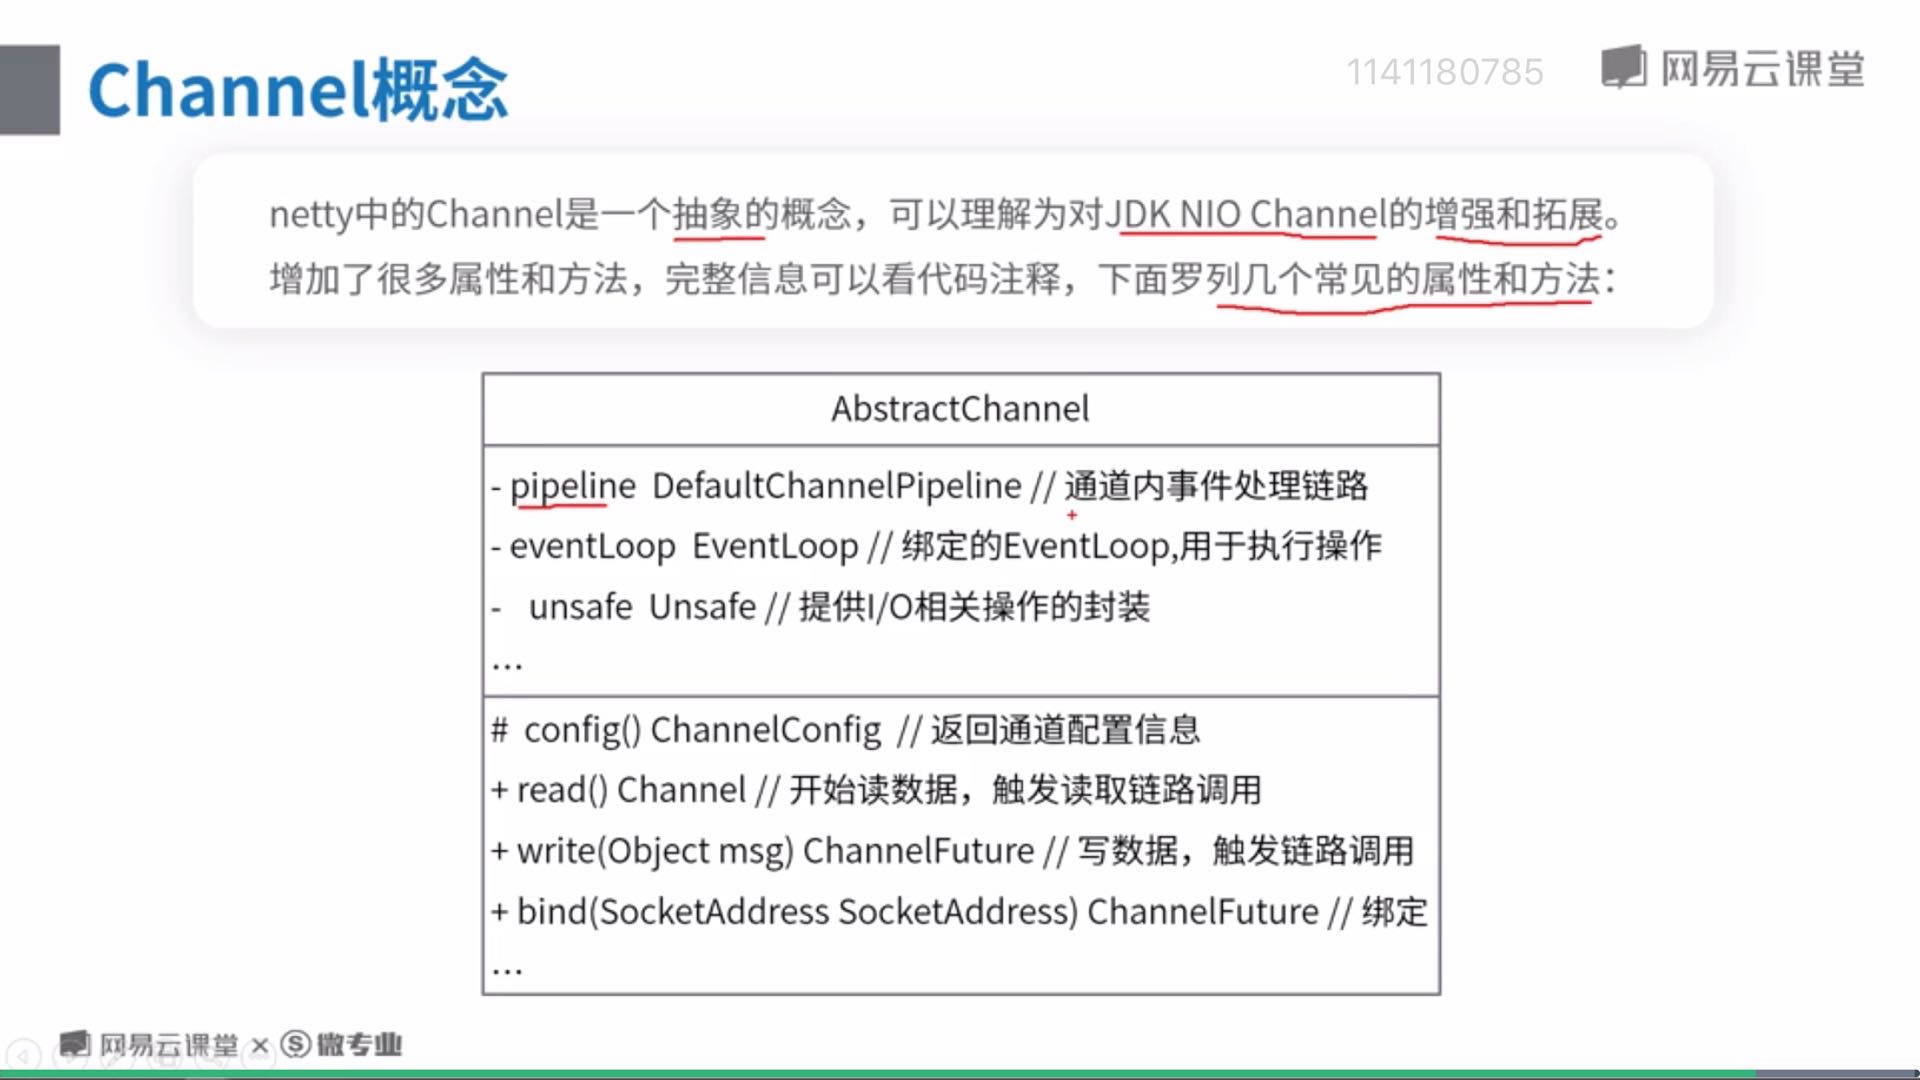 Channel概念
1141180785
网易云课堂
netty中的Channel是一个抽象的概念，可以理解为对JDK NIO Channel的增强和拓展。
增加了很多属性和方法，完整信息可以看代码注释，下面罗列几个常见的属性和方法：
AbstractChannel
- pipeline DefaultChannelPipeline // 通道内事件处理链路
- eventLoop EventLoop // 绑定的EventLoop,用于执行操作
- unsafe Unsafe // 提供I/O相关操作的封装
...
# config() ChannelConfig // 返回通道配置信息
+ read() Channel // 开始读数据，触发读取链路调用
+ write(Object msg) ChannelFuture // 写数据，触发链路调用
+ bind(SocketAddress SocketAddress) ChannelFuture // 绑定
...
网易云课堂 × 微专业